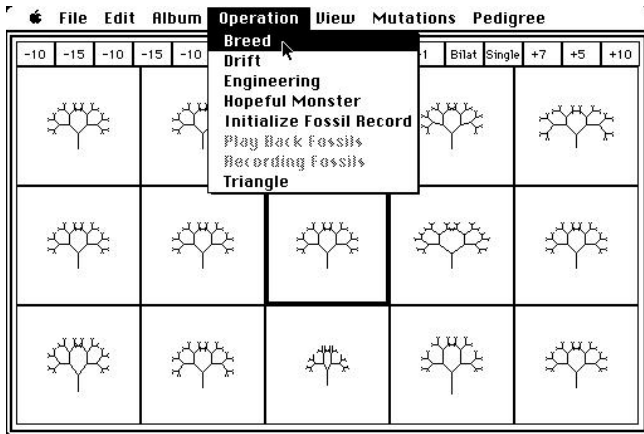 File Edit Album Operation View Mutations Pedigree
-10 -15 -10 -15 -10 Bilat Single +7 +5 +10
Breed
Drift
Engineering
Hopeful Monster
Initialize Fossil Record
Play Back Fossils
Recording Fossils
Triangle